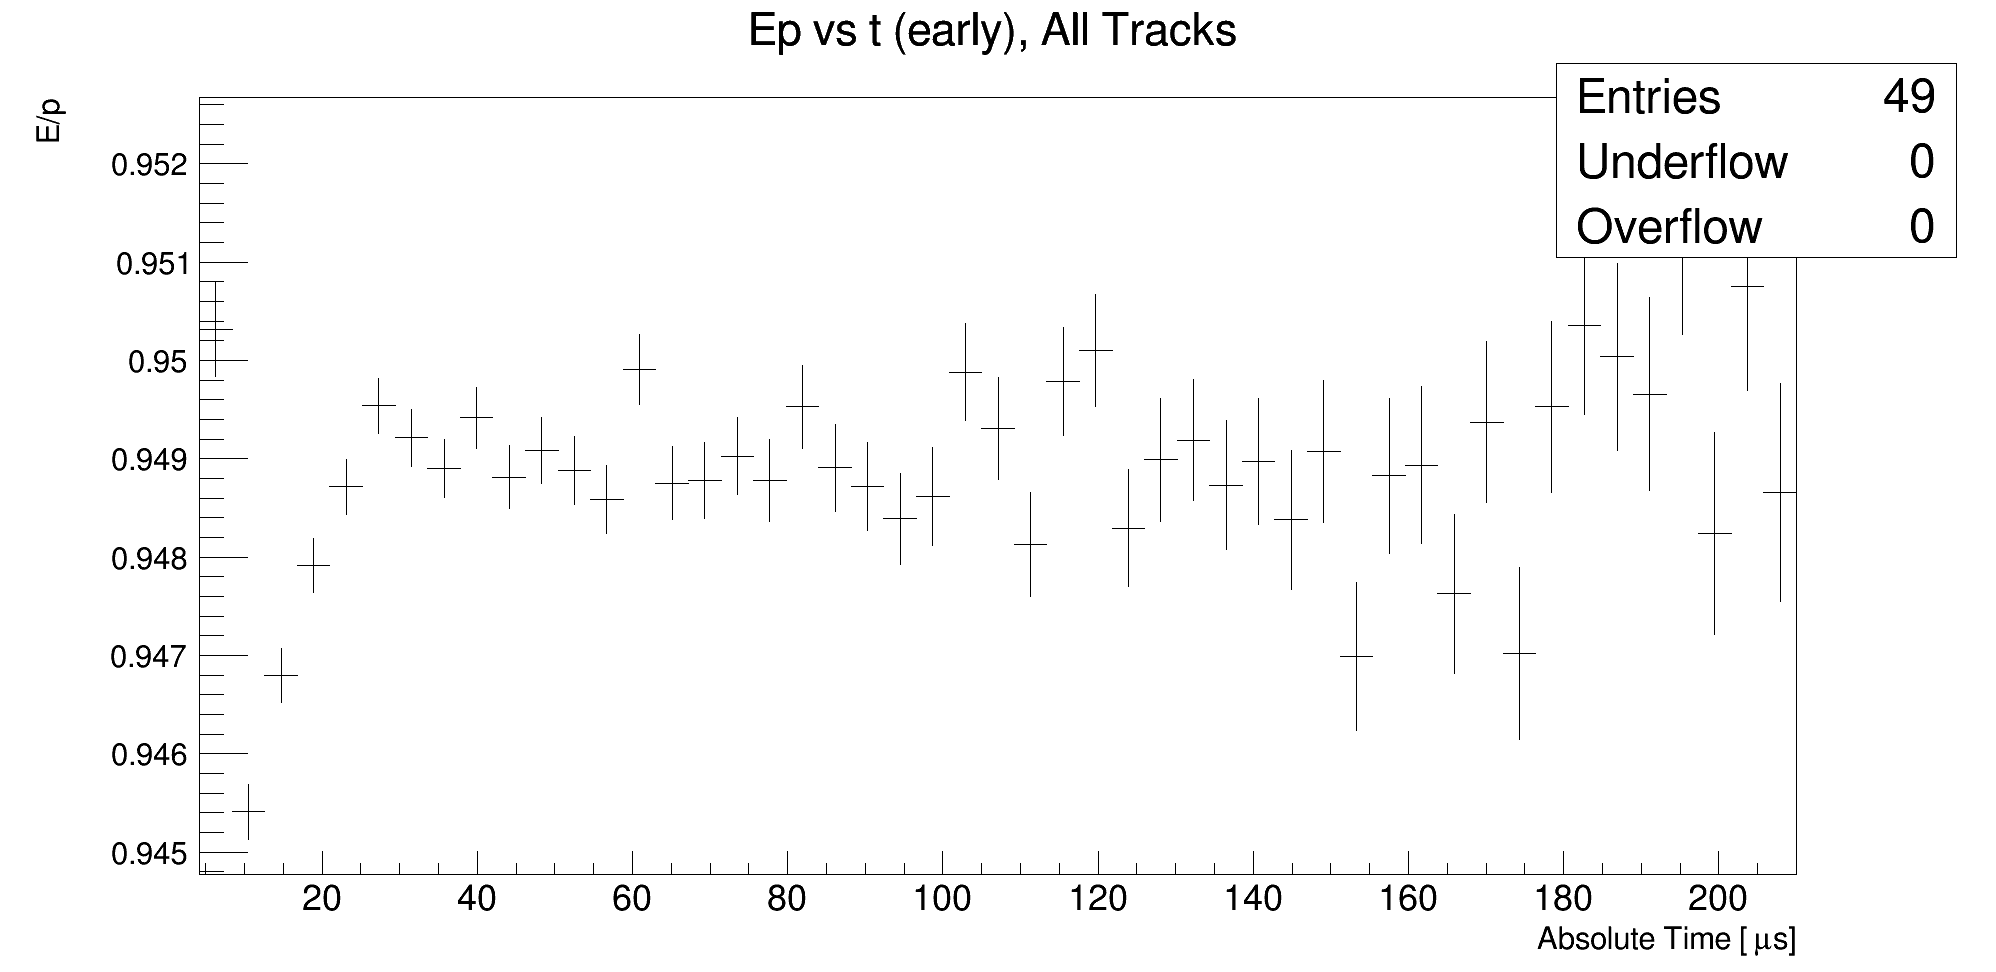 Ep vs t (early), All Tracks
Entries 49
Underflow 0
Overflow 0
E/p
0.952
0.951
0.95
0.949
0.948
0.947
0.946
0.945
20 40 60 80 100 120 140 160 180 200
Absolute Time [ μs]